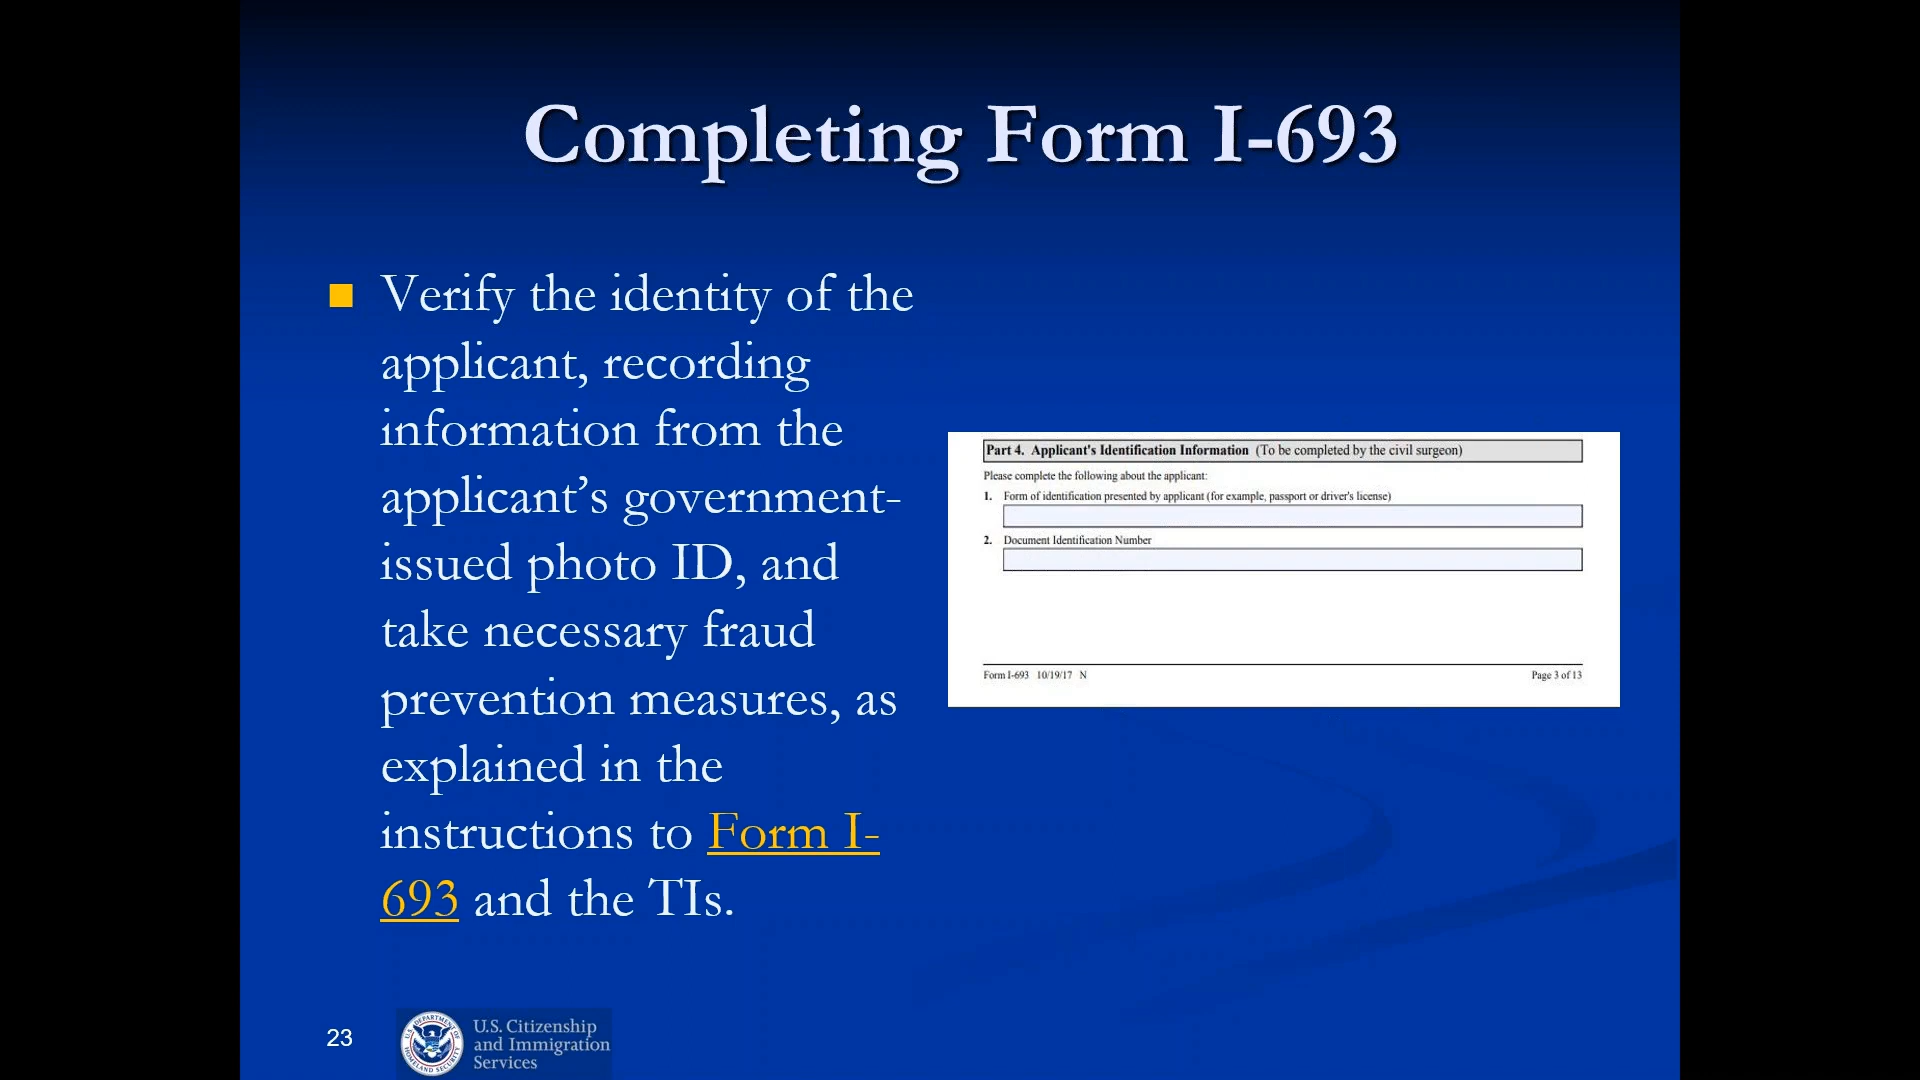 Completing Form I-693
Verify the identity of the
applicant, recording
information from the
applicant’s government-
issued photo ID, and
take necessary fraud
prevention measures, as
explained in the
instructions to Form I-
693 and the TIs.
Part 4. Applicant's Identification Information (To be completed by the civil surgeon)
Please complete the following about the applicant:
1. Form of identification presented by applicant (for example, passport or driver's license)
2. Document Identification Number
Form I-693 10/19/17 N
Page 3 of 13
23
U.S. Citizenship
and Immigration
Services